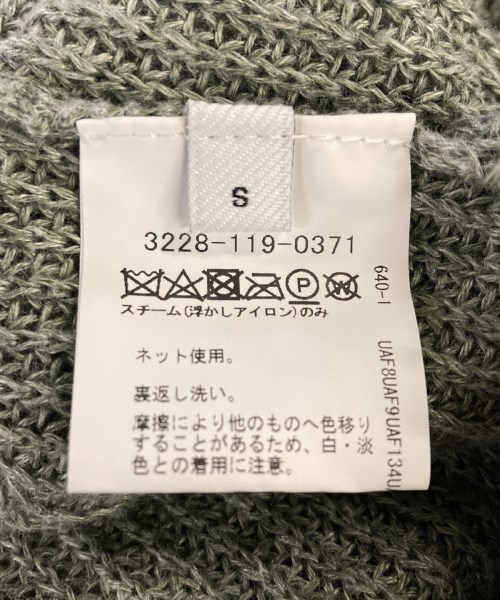 S
3228-119-0371
P W
スチーム(浮かしアイロン)のみ
ネット使用。
裏返し洗い。
摩擦により他のものへ色移り
することがあるため、白・淡
色との着用に注意。
640-1
UAF8UAF9UAF134U